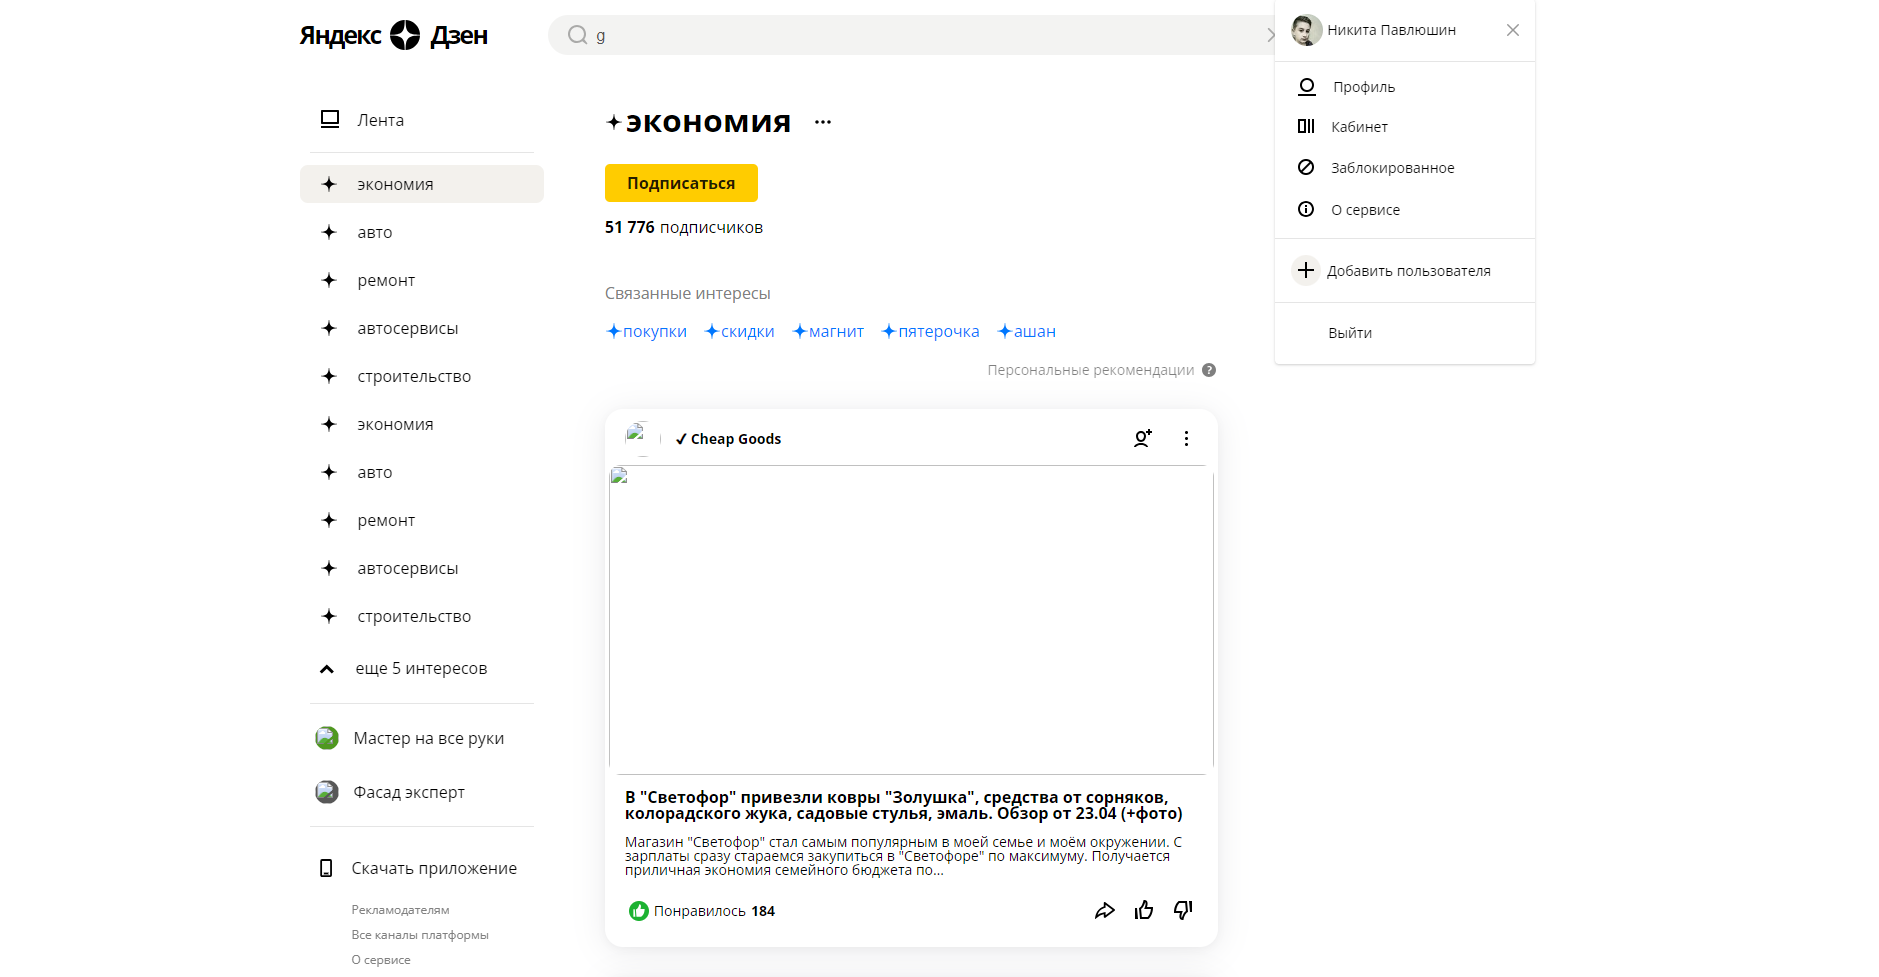 Яндекс Дзен
g
Никита Павлюшин
Профиль
Кабинет
Заблокированное
О сервисе
Добавить пользователя
Выйти
Лента
экономия
авто
ремонт
автосервисы
строительство
экономия
авто
ремонт
автосервисы
строительство
еще 5 интересов
Мастер на все руки
Фасад эксперт
Скачать приложение
Рекламодателям
Все каналы платформы
О сервисе
экономия
Подписаться
51 776 подписчиков
Связанные интересы
покупки скидки магнит пятерочка ашан
Персональные рекомендации ?
✓ Cheap Goods
В "Светофор" привезли ковры "Золушка", средства от сорняков,
колорадского жука, садовые стулья, эмаль. Обзор от 23.04 (+фото)
Магазин "Светофор" стал самым популярным в моей семье и моём окружении. С
зарплаты сразу стараемся закупиться в "Светофоре" по максимуму. Получается
приличная экономия семейного бюджета по...
Понравилось 184